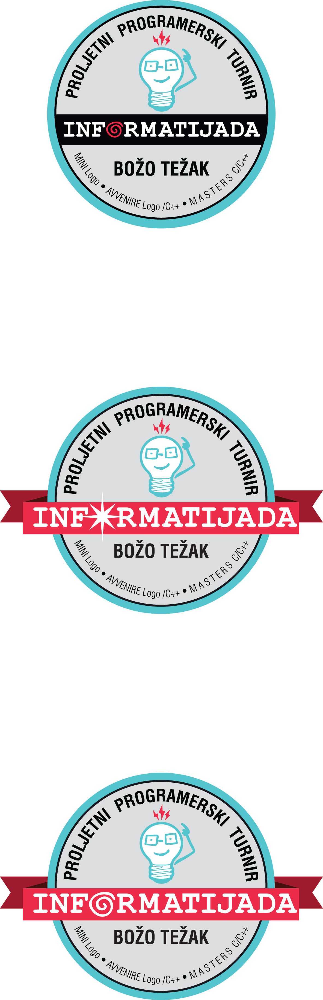 PROLJETNI PROGRAMERSKI TURNIR
INFORMATIJADA
BOŽO TEŽAK
MINI Logo • AVVENIRE Logo /C++ • MASTERS C/C++
PROLJETNI PROGRAMERSKI TURNIR
INFORMATIJADA
BOŽO TEŽAK
MINI Logo • AVVENIRE Logo /C++ • MASTERS C/C++
PROLJETNI PROGRAMERSKI TURNIR
INFORMATIJADA
BOŽO TEŽAK
MINI Logo • AVVENIRE Logo /C++ • MASTERS C/C++